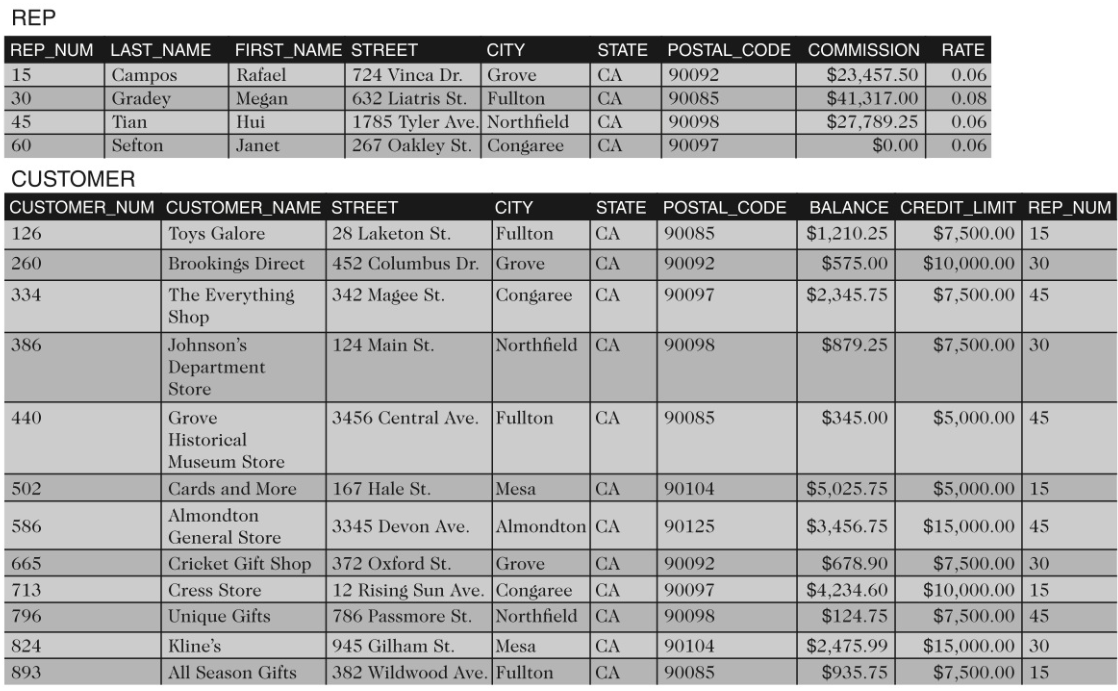 REP
REP_NUM LAST_NAME FIRST_NAME STREET CITY STATE POSTAL_CODE COMMISSION RATE
15 Campos Rafael 724 Vinca Dr. Grove CA 90092 $23,457.50 0.06
30 Gradey Megan 632 Liatris St. Fullton CA 90085 $41,317.00 0.08
45 Tian Hui 1785 Tyler Ave. Northfield CA 90098 $27,789.25 0.06
60 Sefton Janet 267 Oakley St. Congaree CA 90097 $0.00 0.06
CUSTOMER
CUSTOMER_NUM CUSTOMER_NAME STREET CITY STATE POSTAL_CODE BALANCE CREDIT_LIMIT REP_NUM
126 Toys Galore 28 Laketon St. Fullton CA 90085 $1,210.25 $7,500.00 15
260 Brookings Direct 452 Columbus Dr. Grove CA 90092 $575.00 $10,000.00 30
334 The Everything 342 Magee St. Congaree CA 90097 $2,345.75 $7,500.00 45
Shop
386 Johnson's 124 Main St. Northfield CA 90098 $879.25 $7,500.00 30
Department
Store
440 Grove 3456 Central Ave. Fullton CA 90085 $345.00 $5,000.00 45
Historical
Museum Store
502 Cards and More 167 Hale St. Mesa CA 90104 $5,025.75 $5,000.00 15
586 Almondton 3345 Devon Ave. Almondton CA 90125 $3,456.75 $15,000.00 45
General Store
665 Cricket Gift Shop 372 Oxford St. Grove CA 90092 $678.90 $7,500.00 30
713 Cress Store 12 Rising Sun Ave. Congaree CA 90097 $4,234.60 $10,000.00 15
796 Unique Gifts 786 Passmore St. Northfield CA 90098 $124.75 $7,500.00 45
824 Kline's 945 Gilham St. Mesa CA 90104 $2,475.99 $15,000.00 30
893 All Season Gifts 382 Wildwood Ave. Fullton CA 90085 $935.75 $7,500.00 15